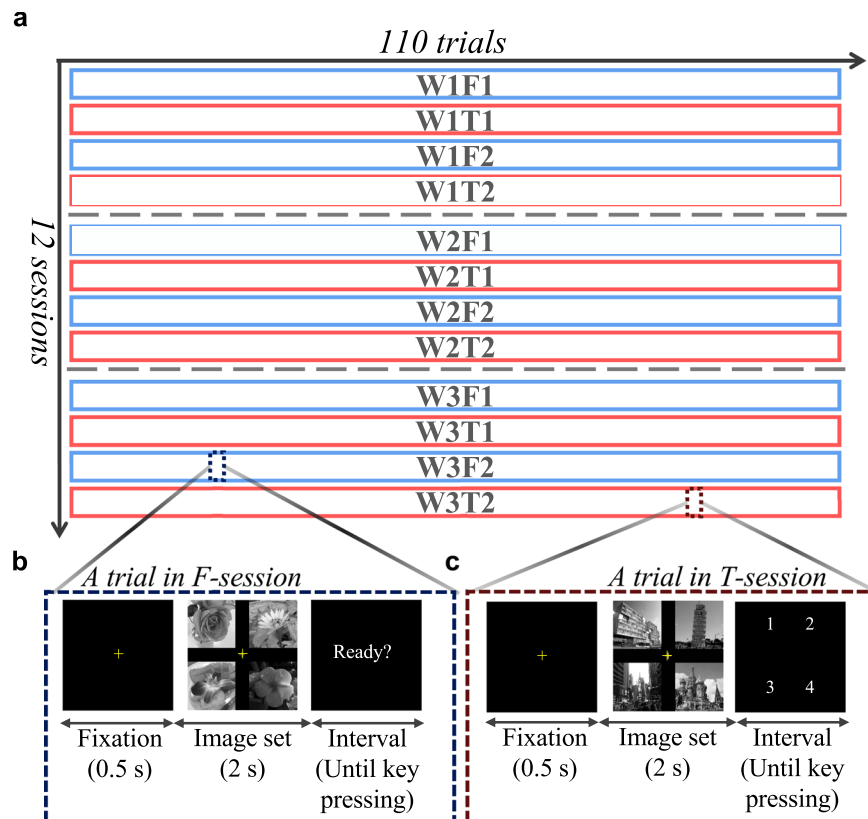 a
110 trials
12 sessions
W1F1
W1T1
W1F2
W1T2
W2F1
W2T1
W2F2
W2T2
W3F1
W3T1
W3F2
W3T2
b
A trial in F-session
Ready?
Fixation
(0.5 s)
Image set
(2 s)
Interval
(Until key
pressing)
c
A trial in T-session
1 2
3 4
Fixation
(0.5 s)
Image set
(2 s)
Interval
(Until key
pressing)